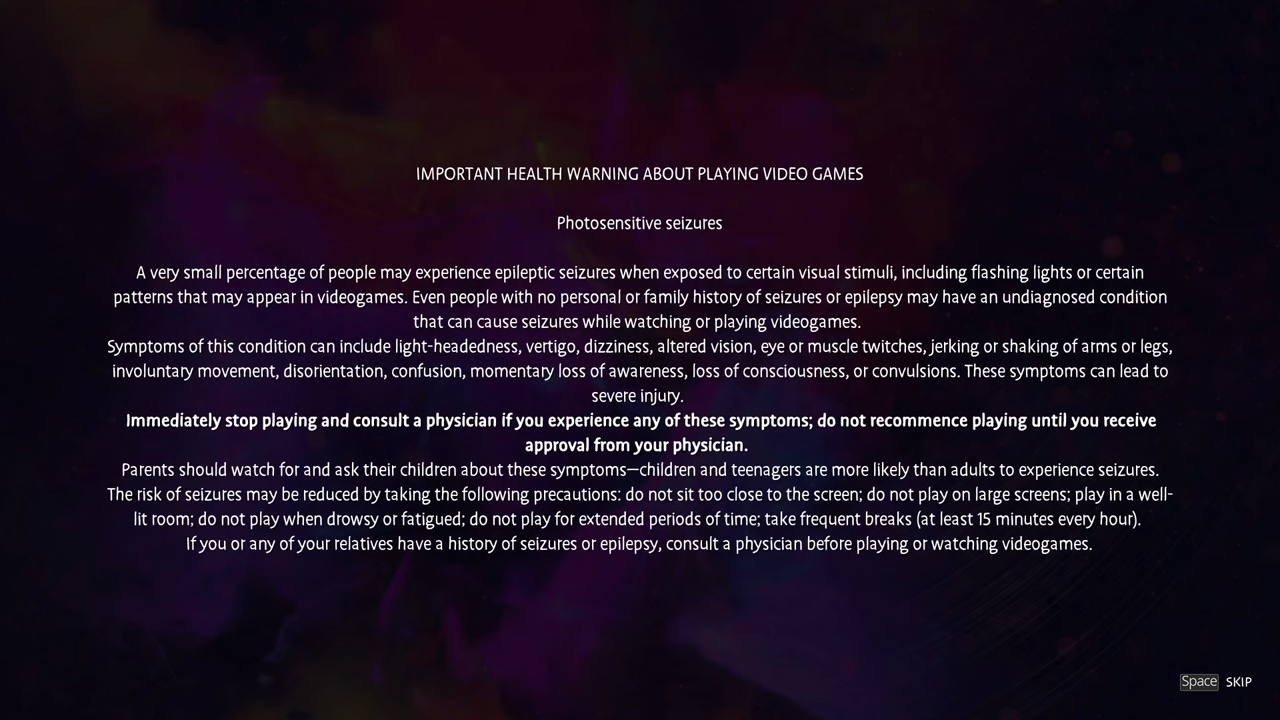 IMPORTANT HEALTH WARNING ABOUT PLAYING VIDEO GAMES
Photosensitive seizures
A very small percentage of people may experience epileptic seizures when exposed to certain visual stimuli, including flashing lights or certain
patterns that may appear in videogames. Even people with no personal or family history of seizures or epilepsy may have an undiagnosed condition
that can cause seizures while watching or playing videogames.
Symptoms of this condition can include light-headedness, vertigo, dizziness, altered vision, eye or muscle twitches, jerking or shaking of arms or legs,
involuntary movement, disorientation, confusion, momentary loss of awareness, loss of consciousness, or convulsions. These symptoms can lead to
severe injury.
Immediately stop playing and consult a physician if you experience any of these symptoms; do not recommence playing until you receive
approval from your physician.
Parents should watch for and ask their children about these symptoms—children and teenagers are more likely than adults to experience seizures.
The risk of seizures may be reduced by taking the following precautions: do not sit too close to the screen; do not play on large screens; play in a well-
lit room; do not play when drowsy or fatigued; do not play for extended periods of time; take frequent breaks (at least 15 minutes every hour).
If you or any of your relatives have a history of seizures or epilepsy, consult a physician before playing or watching videogames.
Space SKIP